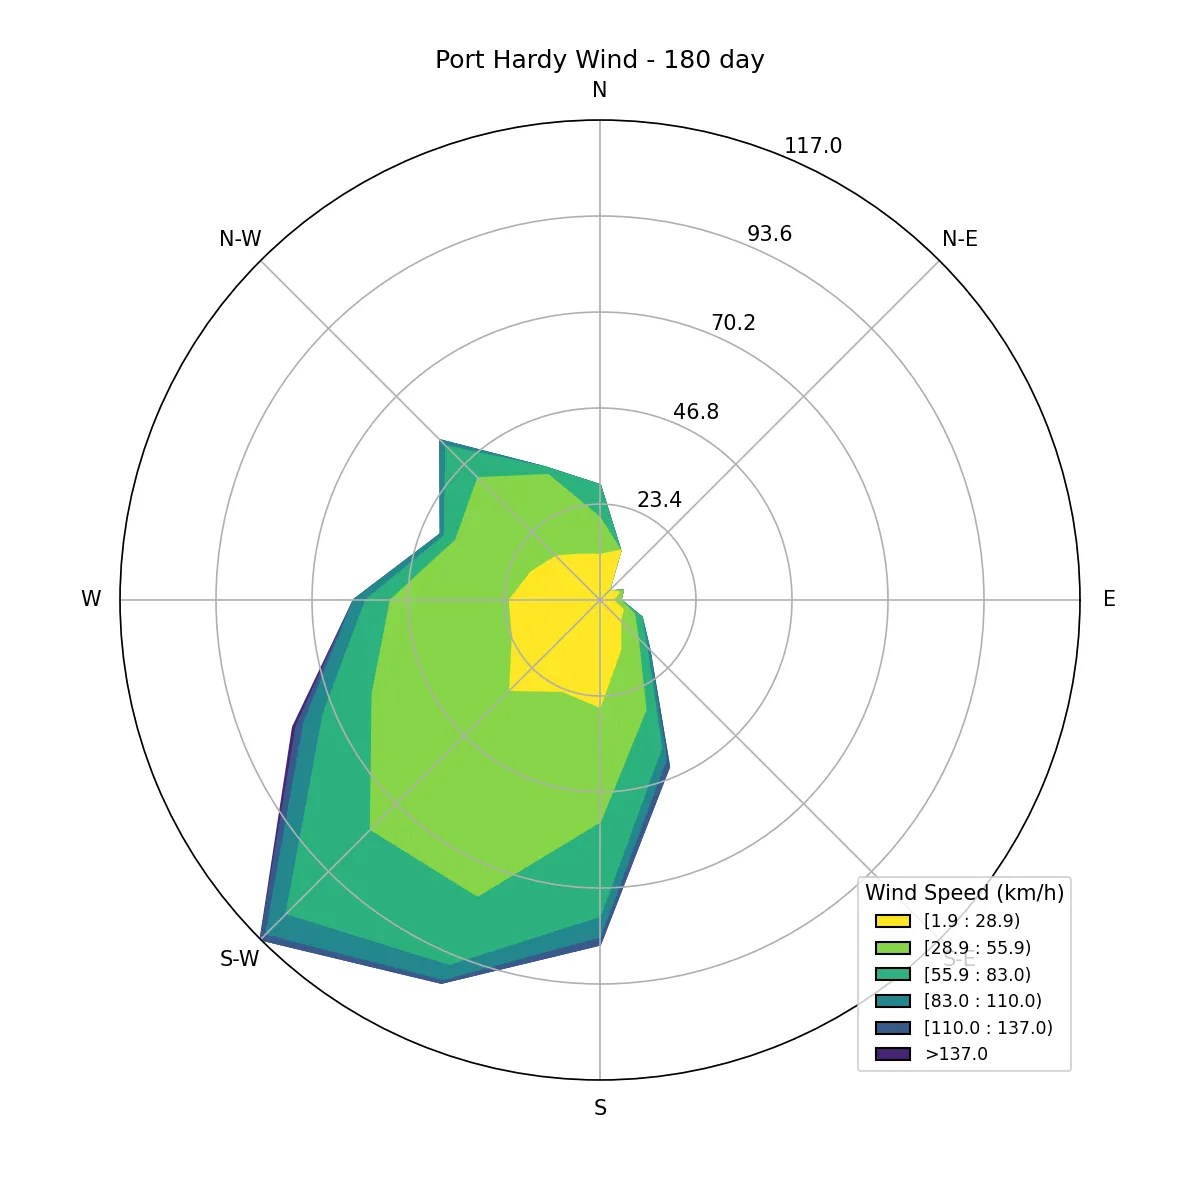 Port Hardy Wind - 180 day
N
117.0
93.6
N-W
N-E
70.2
46.8
23.4
W
E
Wind Speed (km/h)
[1.9 : 28.9)
[28.9 : 55.9)
S-W
S-E
[55.9 : 83.0)
[83.0 : 110.0)
[110.0 : 137.0)
>137.0
S